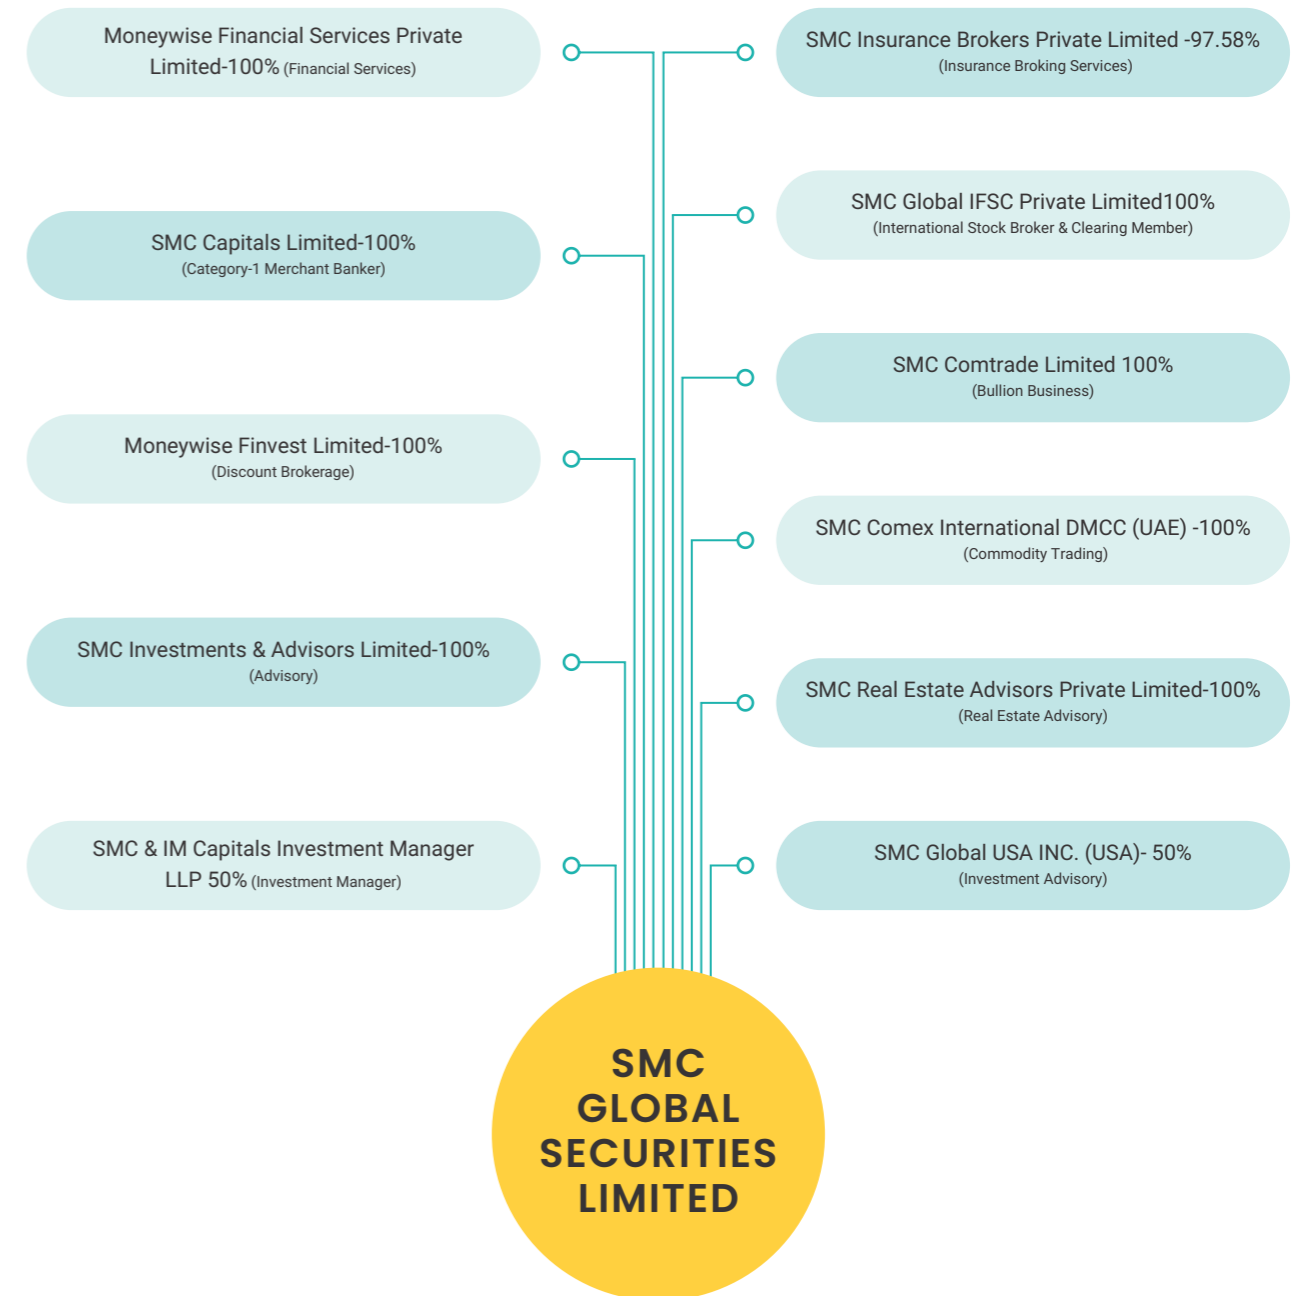 Moneywise Financial Services Private
Limited-100% (Financial Services)
SMC Capitals Limited-100%
(Category-1 Merchant Banker)
Moneywise Finvest Limited-100%
(Discount Brokerage)
SMC Investments & Advisors Limited-100%
(Advisory)
SMC & IM Capitals Investment Manager
LLP 50% (Investment Manager)
SMC Insurance Brokers Private Limited -97.58%
(Insurance Broking Services)
SMC Global IFSC Private Limited100%
(International Stock Broker & Clearing Member)
SMC Comtrade Limited 100%
(Bullion Business)
SMC Comex International DMCC (UAE) -100%
(Commodity Trading)
SMC Real Estate Advisors Private Limited-100%
(Real Estate Advisory)
SMC Global USA INC. (USA)- 50%
(Investment Advisory)
SMC
GLOBAL
SECURITIES
LIMITED